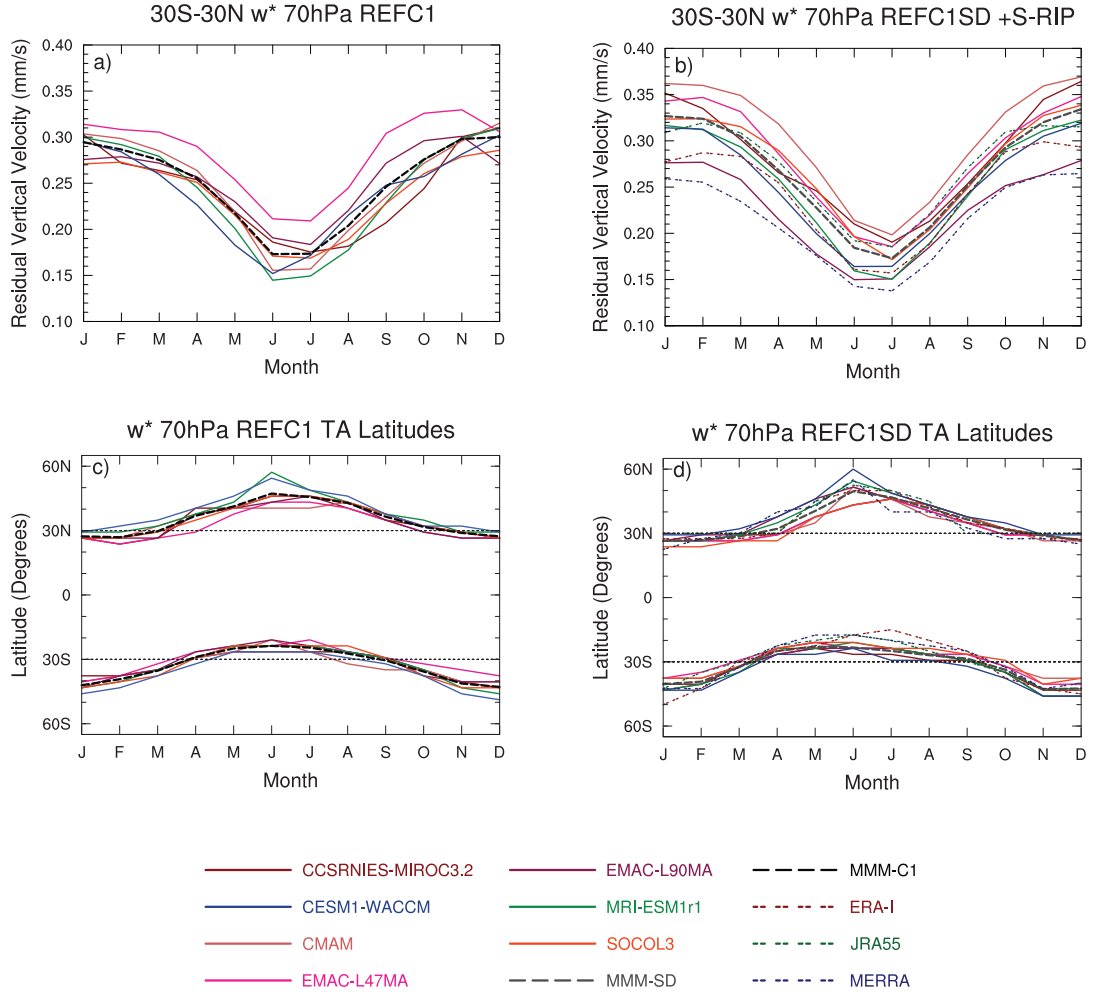 30S-30N w* 70hPa REFC1
30S-30N w* 70hPa REFC1SD +S-RIP
a)
Residual Vertical Velocity (mm/s)
0.40
0.35
0.30
0.25
0.20
0.15
0.10
J F M A M J J A S O N D
Month
b)
Residual Vertical Velocity (mm/s)
0.40
0.35
0.30
0.25
0.20
0.15
0.10
J F M A M J J A S O N D
Month
w* 70hPa REFC1 TA Latitudes
w* 70hPa REFC1SD TA Latitudes
c)
Latitude (Degrees)
60N
30N
0
30S
60S
J F M A M J J A S O N D
Month
d)
Latitude (Degrees)
60N
30N
0
30S
60S
J F M A M J J A S O N D
Month
CCSRNIES-MIROC3.2
CESM1-WACCM
CMAM
EMAC-L47MA
EMAC-L90MA
MRI-ESM1r1
SOCOL3
MMM-SD
MMM-C1
ERA-I
JRA55
MERRA